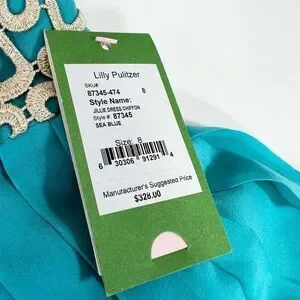 Lilly Pulitzer
SKU#
87345-474 8
Style Name:
JILLIE DRESS CHIFFON
Style #: 87345
SEA BLUE
Size: 8
6 30306 91291 4
Manufacturer's Suggested Price
$328.00